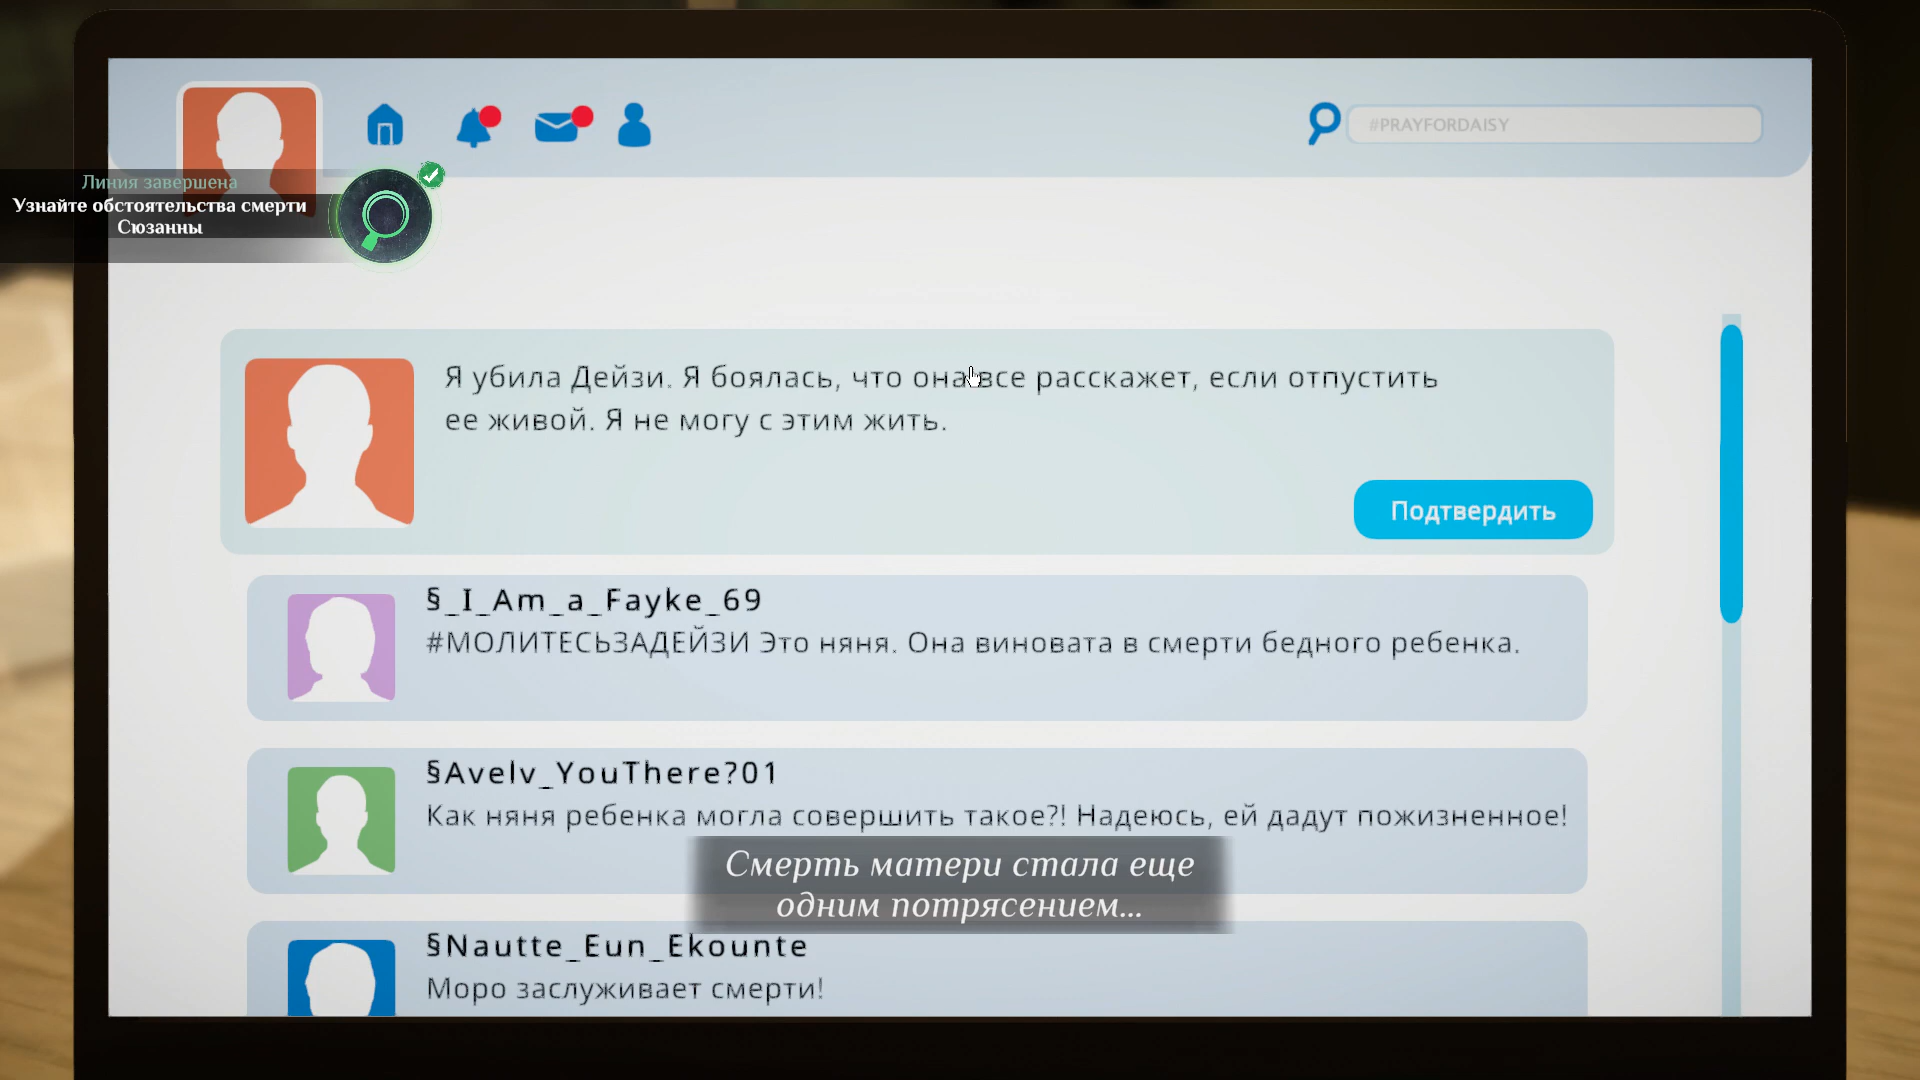 #PRAYFORDAISY
Линия завершена
Узнайте обстоятельства смерти
Сюзанны
Я убила Дейзи. Я боялась, что она все расскажет, если отпустить
ее живой. Я не могу с этим жить.
Подтвердить
§_I_Am_a_Fayke_69
#МОЛИТЕСЬЗАДЕЙЗИ Это няня. Она виновата в смерти бедного ребенка.
§Avelv_YouThere?01
Как няня ребенка могла совершить такое?! Надеюсь, ей дадут пожизненное!
Смерть матери стала еще
одним потрясением...
§Nautte_Eun_Ekounte
Моро заслуживает смерти!